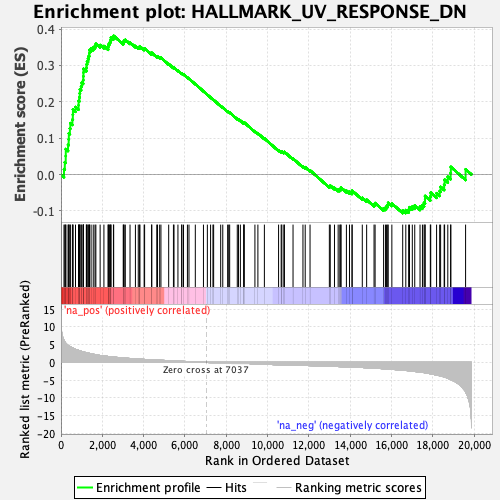 Enrichment plot: HALLMARK_UV_RESPONSE_DN
Enrichment score (ES)
0.4
0.3
0.2
0.1
0.0
-0.1
Ranked list metric (PreRanked)
15
10
5
0
-5
-10
-15
-20
'na_pos' (positively correlated)
Zero cross at 7037
'na_neg' (negatively correlated)
0
2,000
4,000
6,000
8,000
10,000
12,000
14,000
16,000
18,000
20,000
Rank in Ordered Dataset
Enrichment profile
Hits
Ranking metric scores